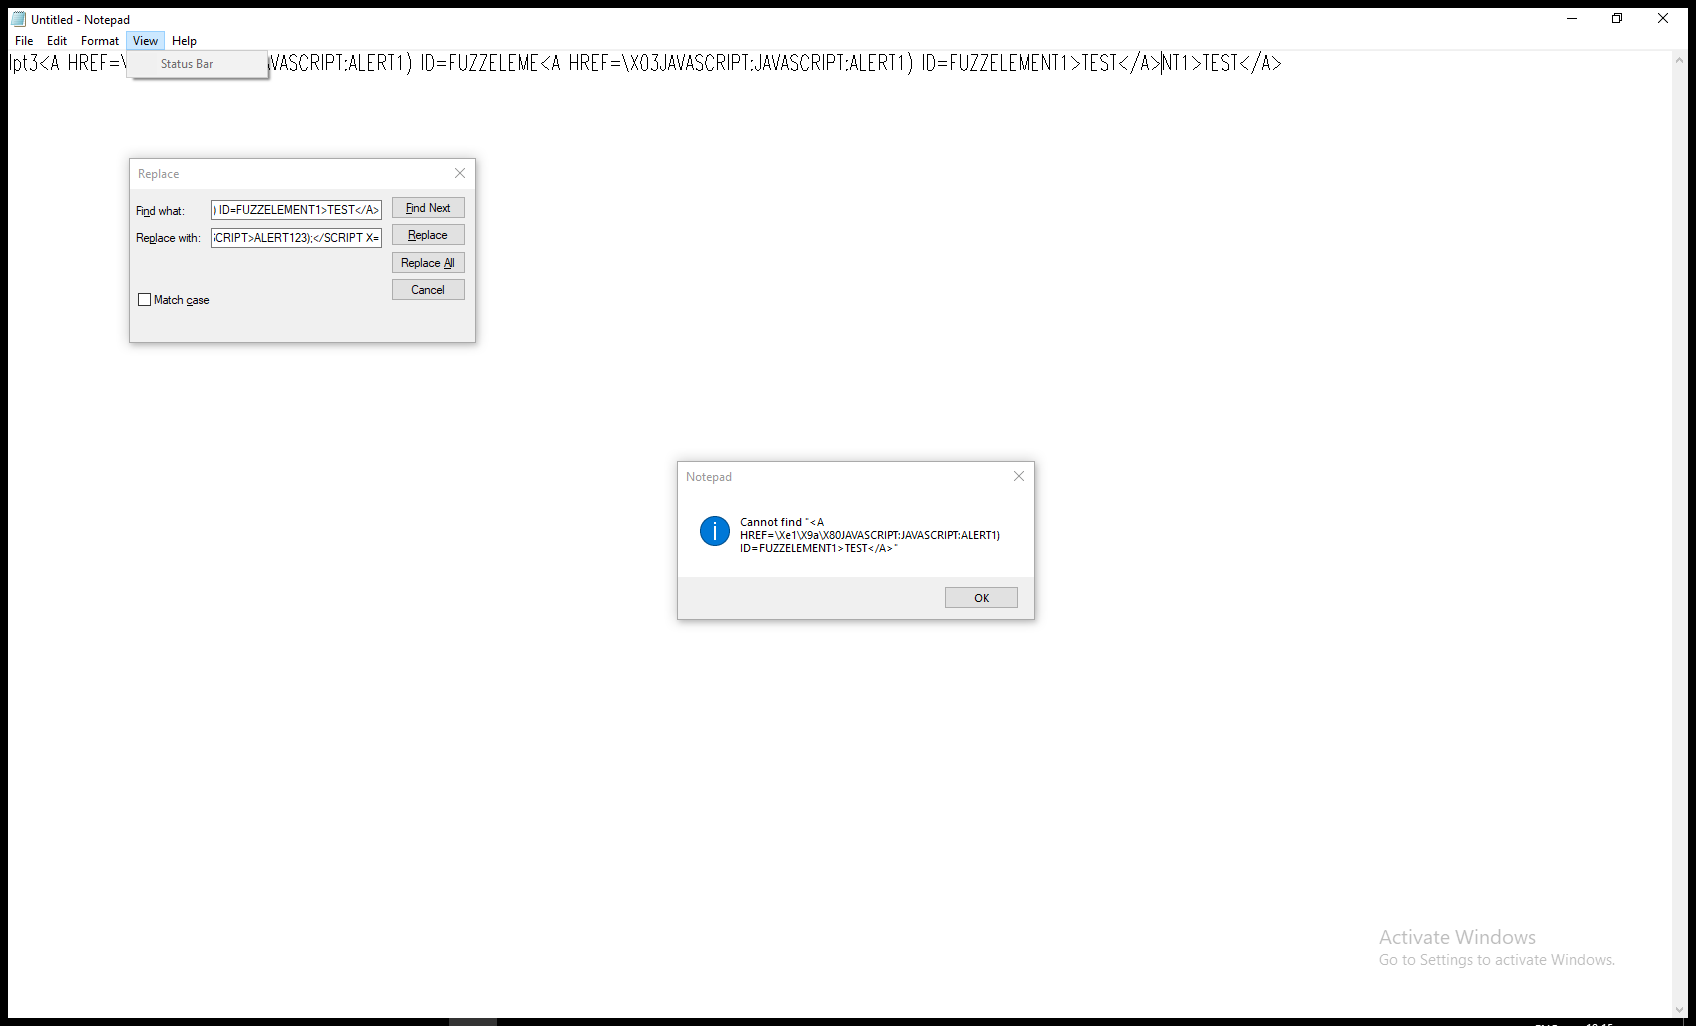 Untitled - Notepad
File Edit Format View Help
Status Bar
lpt3<A HREF=\ VASCRIPT:ALERT1) ID=FUZZELEME<A HREF=\X03JAVASCRIPT:JAVASCRIPT:ALERT1) ID=FUZZELEMENT1>TEST</A>NT1>TEST</A>
Replace
Find what: ) ID=FUZZELEMENT1>TEST</A> Find Next
Replace with: CRIPT>ALERT123);</SCRIPT X= Replace
Replace All
Cancel
Match case
Notepad
Cannot find "<A
HREF=\Xe1\X9a\X80JAVASCRIPT:JAVASCRIPT:ALERT1)
ID=FUZZELEMENT1>TEST</A>"
OK
Activate Windows
Go to Settings to activate Windows.